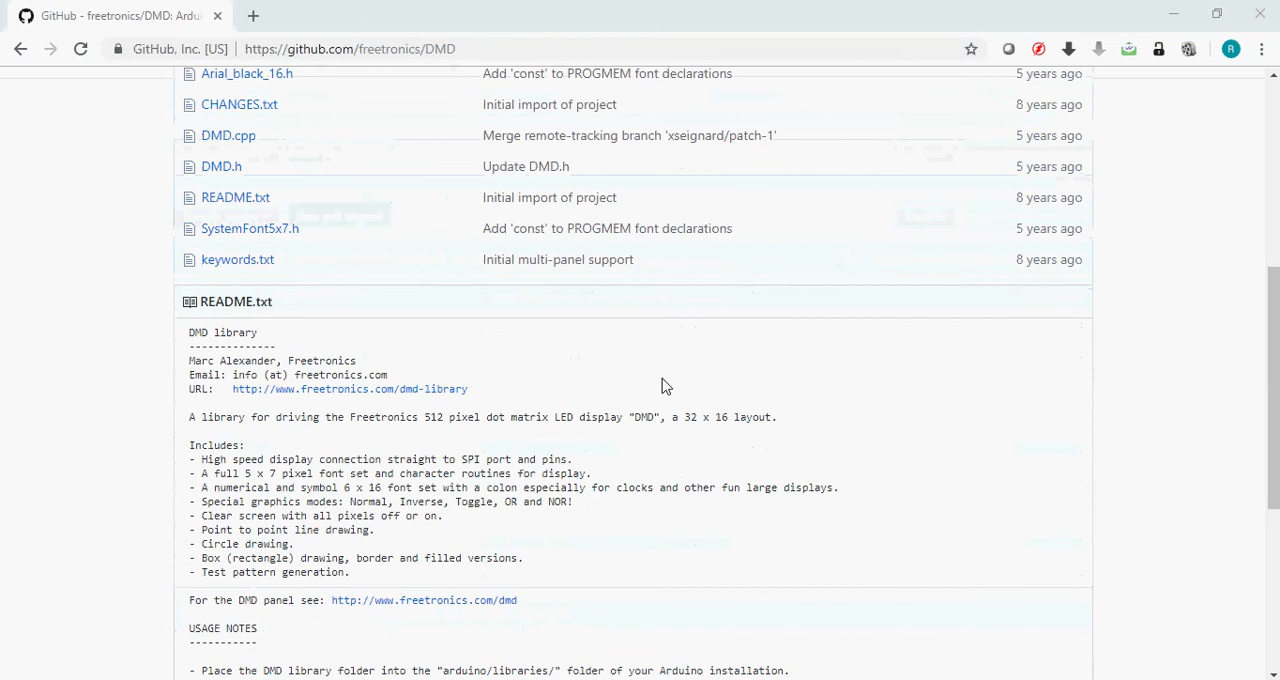 GitHub - freetronics/DMD: Ardui
GitHub, Inc. [US] https://github.com/freetronics/DMD
R
Arial_black_16.h Add 'const' to PROGMEM font declarations 5 years ago
CHANGES.txt Initial import of project 8 years ago
DMD.cpp Merge remote-tracking branch 'xseignard/patch-1' 5 years ago
DMD.h Update DMD.h 5 years ago
README.txt Initial import of project 8 years ago
SystemFont5x7.h Add 'const' to PROGMEM font declarations 5 years ago
keywords.txt Initial multi-panel support 8 years ago
README.txt
DMD library
--------------
Marc Alexander, Freetronics
Email: info (at) freetronics.com
URL: http://www.freetronics.com/dmd-library
A library for driving the Freetronics 512 pixel dot matrix LED display "DMD", a 32 x 16 layout.
Includes:
- High speed display connection straight to SPI port and pins.
- A full 5 x 7 pixel font set and character routines for display.
- A numerical and symbol 6 x 16 font set with a colon especially for clocks and other fun large displays.
- Special graphics modes: Normal, Inverse, Toggle, OR and NOR!
- Clear screen with all pixels off or on.
- Point to point line drawing.
- Circle drawing.
- Box (rectangle) drawing, border and filled versions.
- Test pattern generation.
For the DMD panel see: http://www.freetronics.com/dmd
USAGE NOTES
-----------
- Place the DMD library folder into the "arduino/libraries/" folder of your Arduino installation.